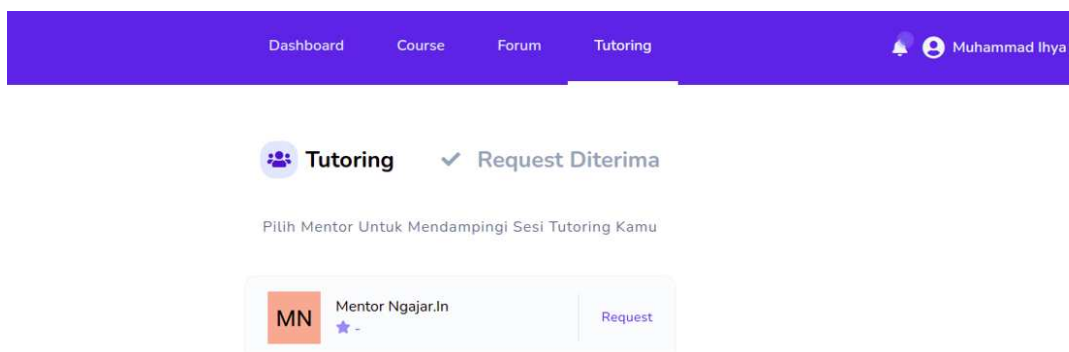 Dashboard Course Forum Tutoring Muhammad Ihya
Tutoring Request Diterima
Pilih Mentor Untuk Mendampingi Sesi Tutoring Kamu
MN Mentor Ngajar.In Request
-